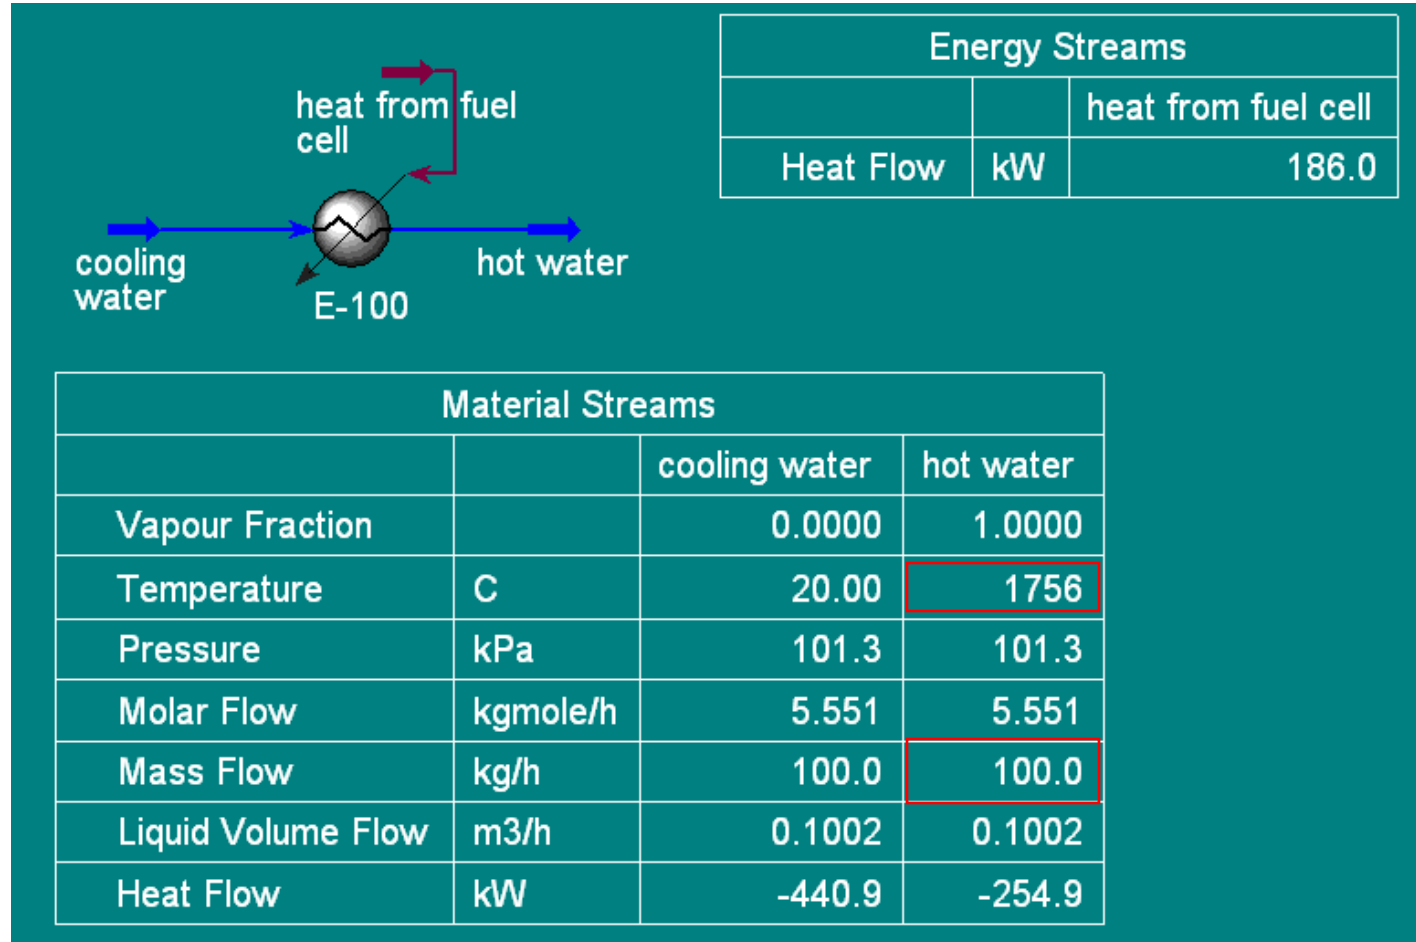 heat from fuel
cell
cooling
water
hot water
E-100
Energy Streams
heat from fuel cell
Heat Flow kW 186.0
Material Streams
cooling water hot water
Vapour Fraction 0.0000 1.0000
Temperature C 20.00 1756
Pressure kPa 101.3 101.3
Molar Flow kgmole/h 5.551 5.551
Mass Flow kg/h 100.0 100.0
Liquid Volume Flow m3/h 0.1002 0.1002
Heat Flow kW -440.9 -254.9